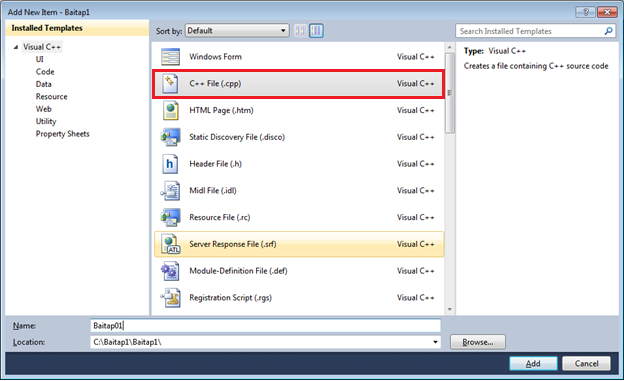 Add New Item - Baitap1
Installed Templates
Visual C++
UI
Code
Data
Resource
Web
Utility
Property Sheets
Sort by: Default
Windows Form Visual C++
C++ File (.cpp) Visual C++
HTML Page (.htm) Visual C++
Static Discovery File (.disco) Visual C++
Header File (.h) Visual C++
Midl File (.idl) Visual C++
Resource File (.rc) Visual C++
ATL Server Response File (.srf) Visual C++
Module-Definition File (.def) Visual C++
Registration Script (.rgs) Visual C++
Search Installed Templates
Type: Visual C++
Creates a file containing C++ source code
Name: Baitap01
Location: C:\Baitap1\Baitap1\ Browse...
Add Cancel